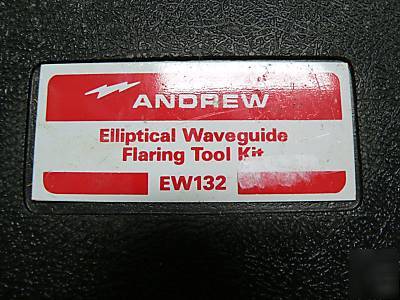 ANDREW
Elliptical Waveguide
Flaring Tool Kit
EW132